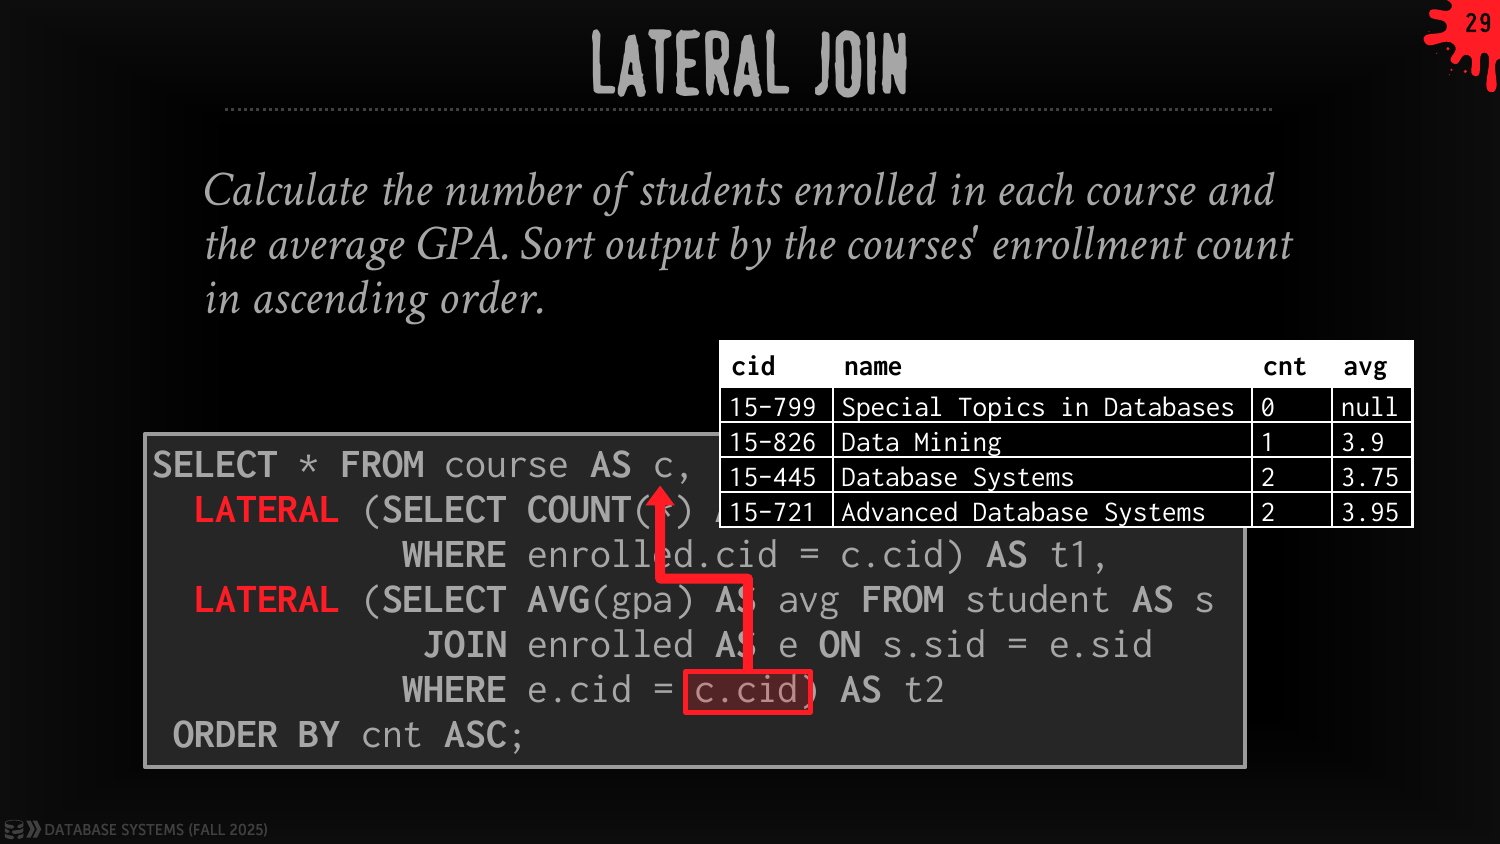 29
LATERAL JOIN
Calculate the number of students enrolled in each course and
the average GPA. Sort output by the courses' enrollment count
in ascending order.
cid name cnt avg
15-799 Special Topics in Databases 0 null
15-826 Data Mining 1 3.9
15-445 Database Systems 2 3.75
15-721 Advanced Database Systems 2 3.95
SELECT * FROM course AS c,
LATERAL (SELECT COUNT(*)
WHERE enrolled.cid = c.cid) AS t1,
LATERAL (SELECT AVG(gpa) AS avg FROM student AS s
JOIN enrolled AS e ON s.sid = e.sid
WHERE e.cid = c.cid) AS t2
ORDER BY cnt ASC;
DATABASE SYSTEMS (FALL 2025)